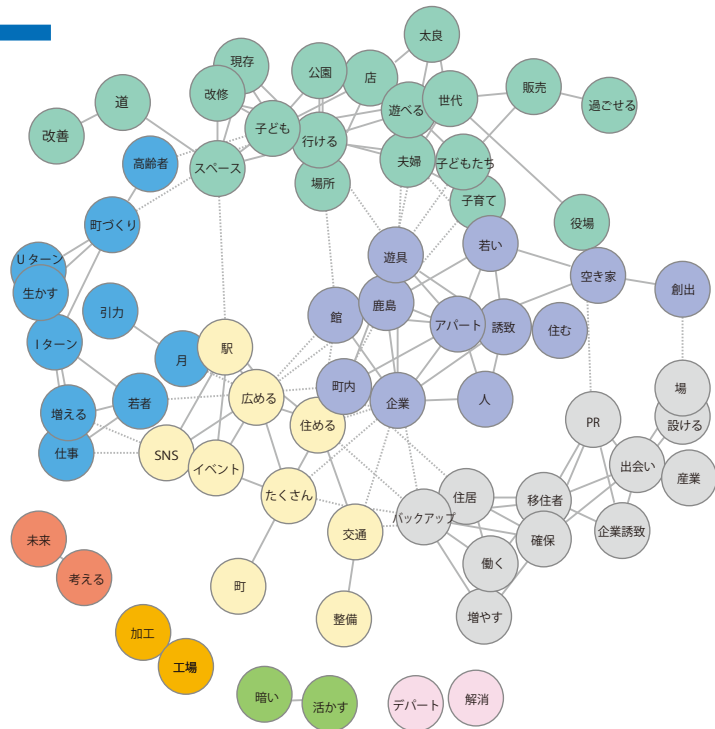 太良
現存
公園
店
改修
遊べる
世代
販売
過ごせる
道
改善
子ども
行ける
高齢者
スペース
夫婦
子どもたち
場所
子育て
役場
町づくり
若い
遊具
Uターン
空き家
創出
生かす
鹿島
引力
館
アパート
誘致
住む
Iターン
駅
月
町内
場
広める
企業
人
若者
増える
設ける
住める
PR
SNS
イベント
仕事
出会い
産業
たくさん
住居
移住者
バックアップ
交通
企業誘致
確保
未来
働く
考える
町
増やす
整備
加工
工場
暗い
活かす
デパート
解消